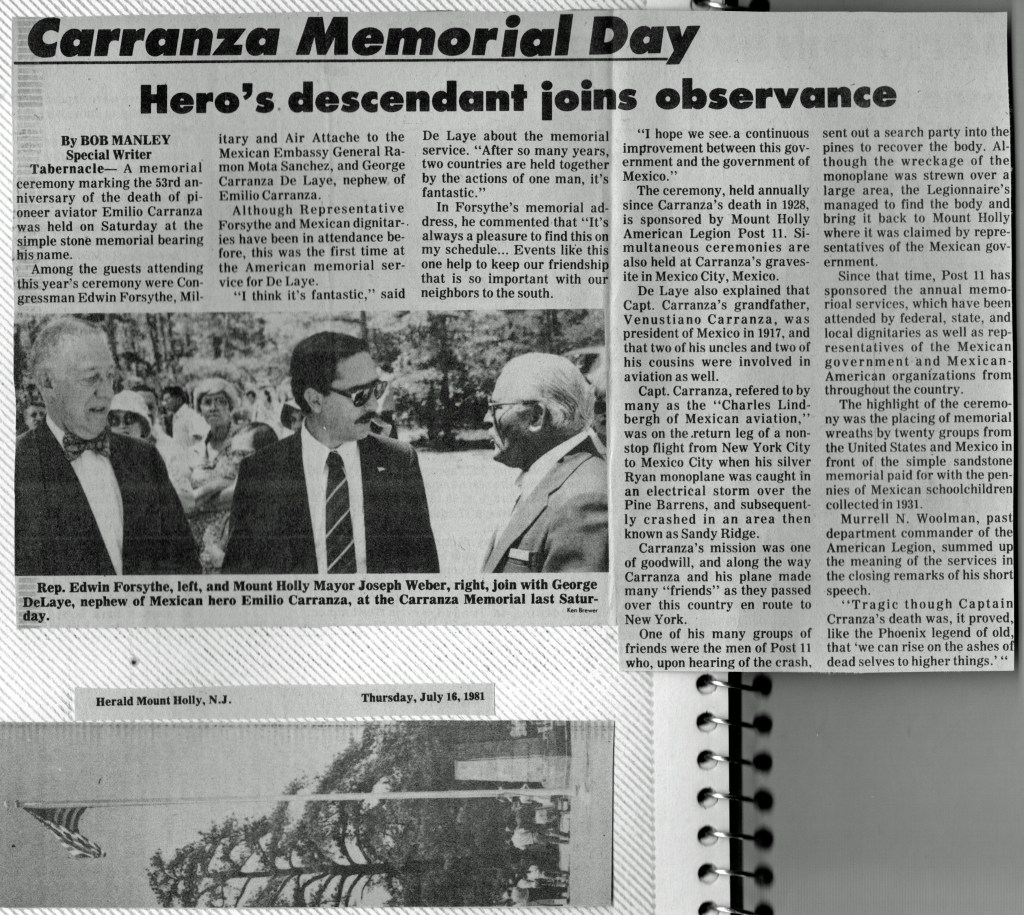 Carranza Memorial Day
Hero's descendant joins observance
By BOB MANLEY
Special Writer
Tabernacle— A memorial
ceremony marking the 53rd an-
niversary of the death of pi-
oneer aviator Emilio Carranza
was held on Saturday at the
simple stone memorial bearing
his name.
Among the guests attending
this year's ceremony were Con-
gressman Edwin Forsythe, Mil-
itary and Air Attache to the
Mexican Embassy General Ra-
mon Mota Sanchez, and George
Carranza De Laye, nephew of
Emilio Carranza.
Although Representative
Forsythe and Mexican dignitar-
ies have been in attendance be-
fore, this was the first time at
the American memorial ser-
vice for De Laye.
"I think it's fantastic," said
De Laye about the memorial
service. "After so many years,
two countries are held together
by the actions of one man, it's
fantastic."
In Forsythe's memorial ad-
dress, he commented that "It's
always a pleasure to find this on
my schedule... Events like this
one help to keep our friendship
that is so important with our
neighbors to the south.
"I hope we see a continuous
improvement between this gov-
ernment and the government of
Mexico."
The ceremony, held annually
since Carranza's death in 1928,
is sponsored by Mount Holly
American Legion Post 11. Si-
multaneous ceremonies are
also held at Carranza's graves-
ite in Mexico City, Mexico.
De Laye also explained that
Capt. Carranza's grandfather,
Venustiano Carranza, was
president of Mexico in 1917, and
that two of his uncles and two of
his cousins were involved in
aviation as well.
Capt. Carranza, refered to by
many as the "Charles Lind-
bergh of Mexican aviation,"
was on the return leg of a non-
stop flight from New York City
to Mexico City when his silver
Ryan monoplane was caught in
an electrical storm over the
Pine Barrens, and subsequent-
ly crashed in an area then
known as Sandy Ridge.
Carranza's mission was one
of goodwill, and along the way
Carranza and his plane made
many "friends" as they passed
over this country en route to
New York.
One of his many groups of
friends were the men of Post 11
who, upon hearing of the crash,
sent out a search party into the
pines to recover the body. Al-
though the wreckage of the
monoplane was strewn over a
large area, the Legionnaire's
managed to find the body and
bring it back to Mount Holly
where it was claimed by repre-
sentatives of the Mexican gov-
ernment.
Since that time, Post 11 has
sponsored the annual memo-
rioal services, which have been
attended by federal, state, and
local dignitaries as well as rep-
resentatives of the Mexican
government and Mexican-
American organizations from
throughout the country.
The highlight of the ceremo-
ny was the placing of memorial
wreaths by twenty groups from
the United States and Mexico in
front of the simple sandstone
memorial paid for with the pen-
nies of Mexican schoolchildren
collected in 1931.
Murrell N. Woolman, past
department commander of the
American Legion, summed up
the meaning of the services in
the closing remarks of his short
speech.
"Tragic though Captain
Crranza's death was, it proved,
like the Phoenix legend of old,
that 'we can rise on the ashes of
dead selves to higher things.' "
Rep. Edwin Forsythe, left, and Mount Holly Mayor Joseph Weber, right, join with George
DeLaye, nephew of Mexican hero Emilio Carranza, at the Carranza Memorial last Satur-
day.
Ken Brewer
Herald Mount Holly, N.J. Thursday, July 16, 1981